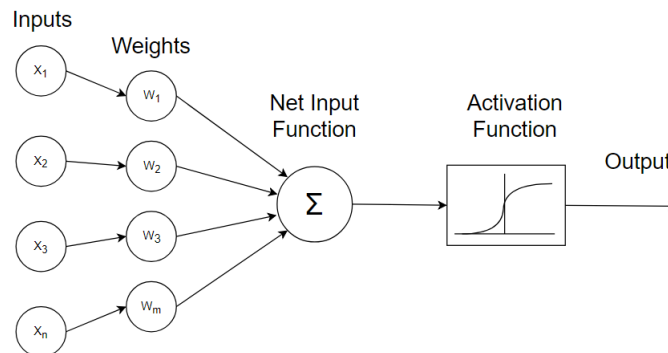 Inputs
Weights
Net Input
Function
Activation
Function
Output
X1
X2
X3
Xn
W1
W2
W3
Wm
Σ